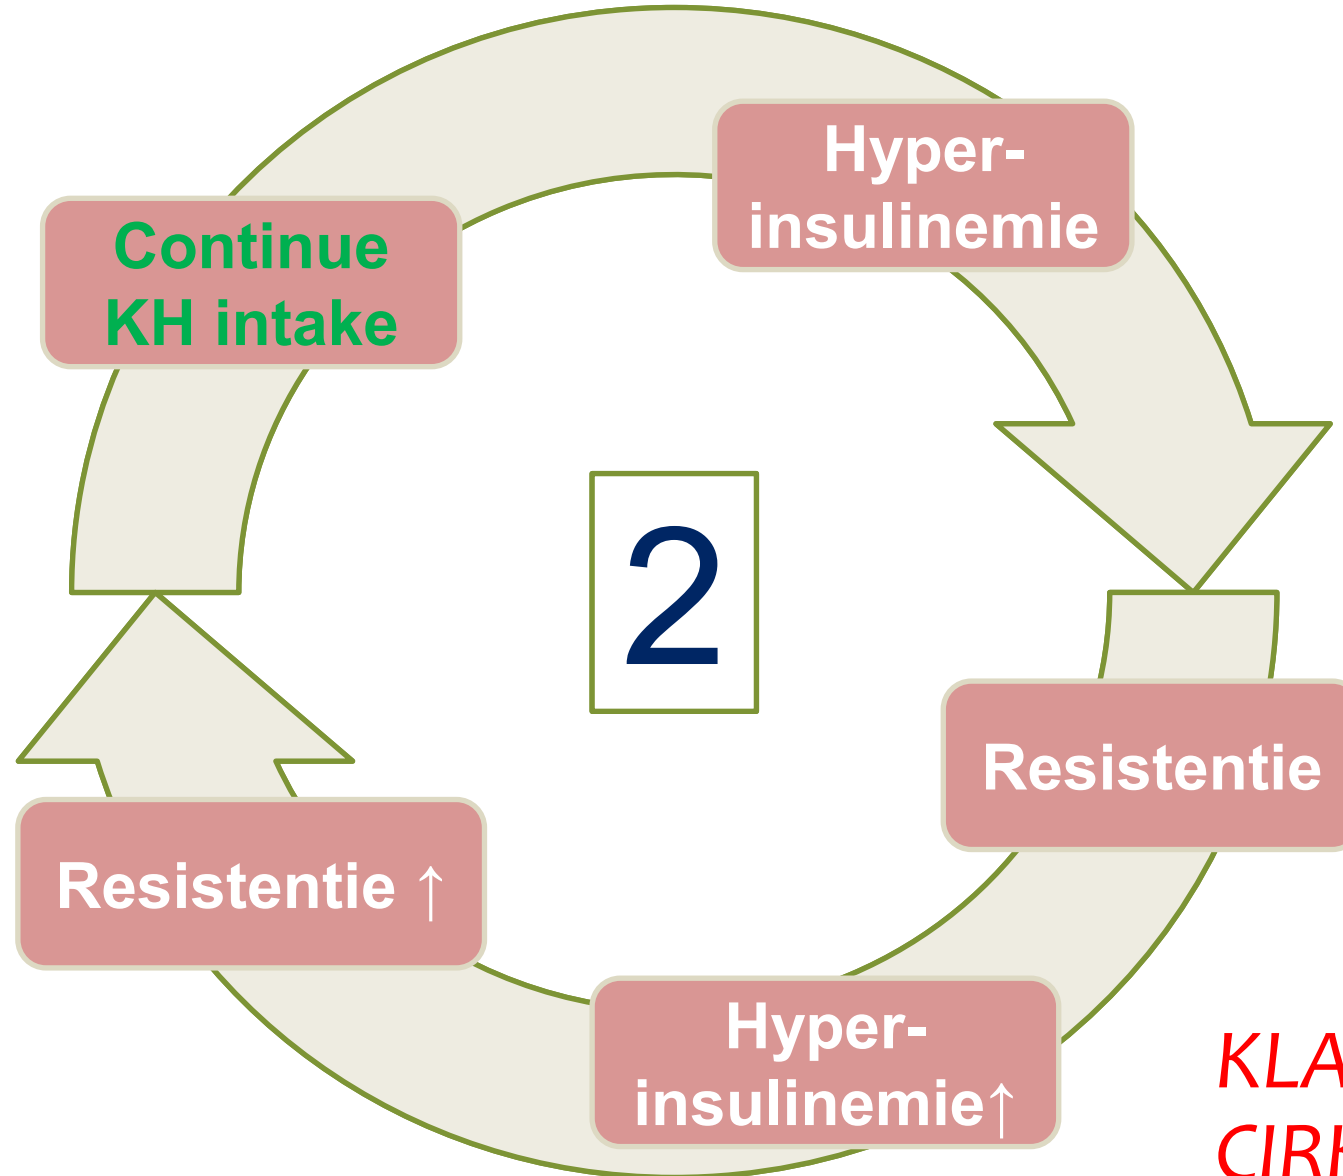 Hyper-
insulinemie
Continue
KH intake
2
Resistentie
Resistentie ↑
Hyper-
insulinemie↑